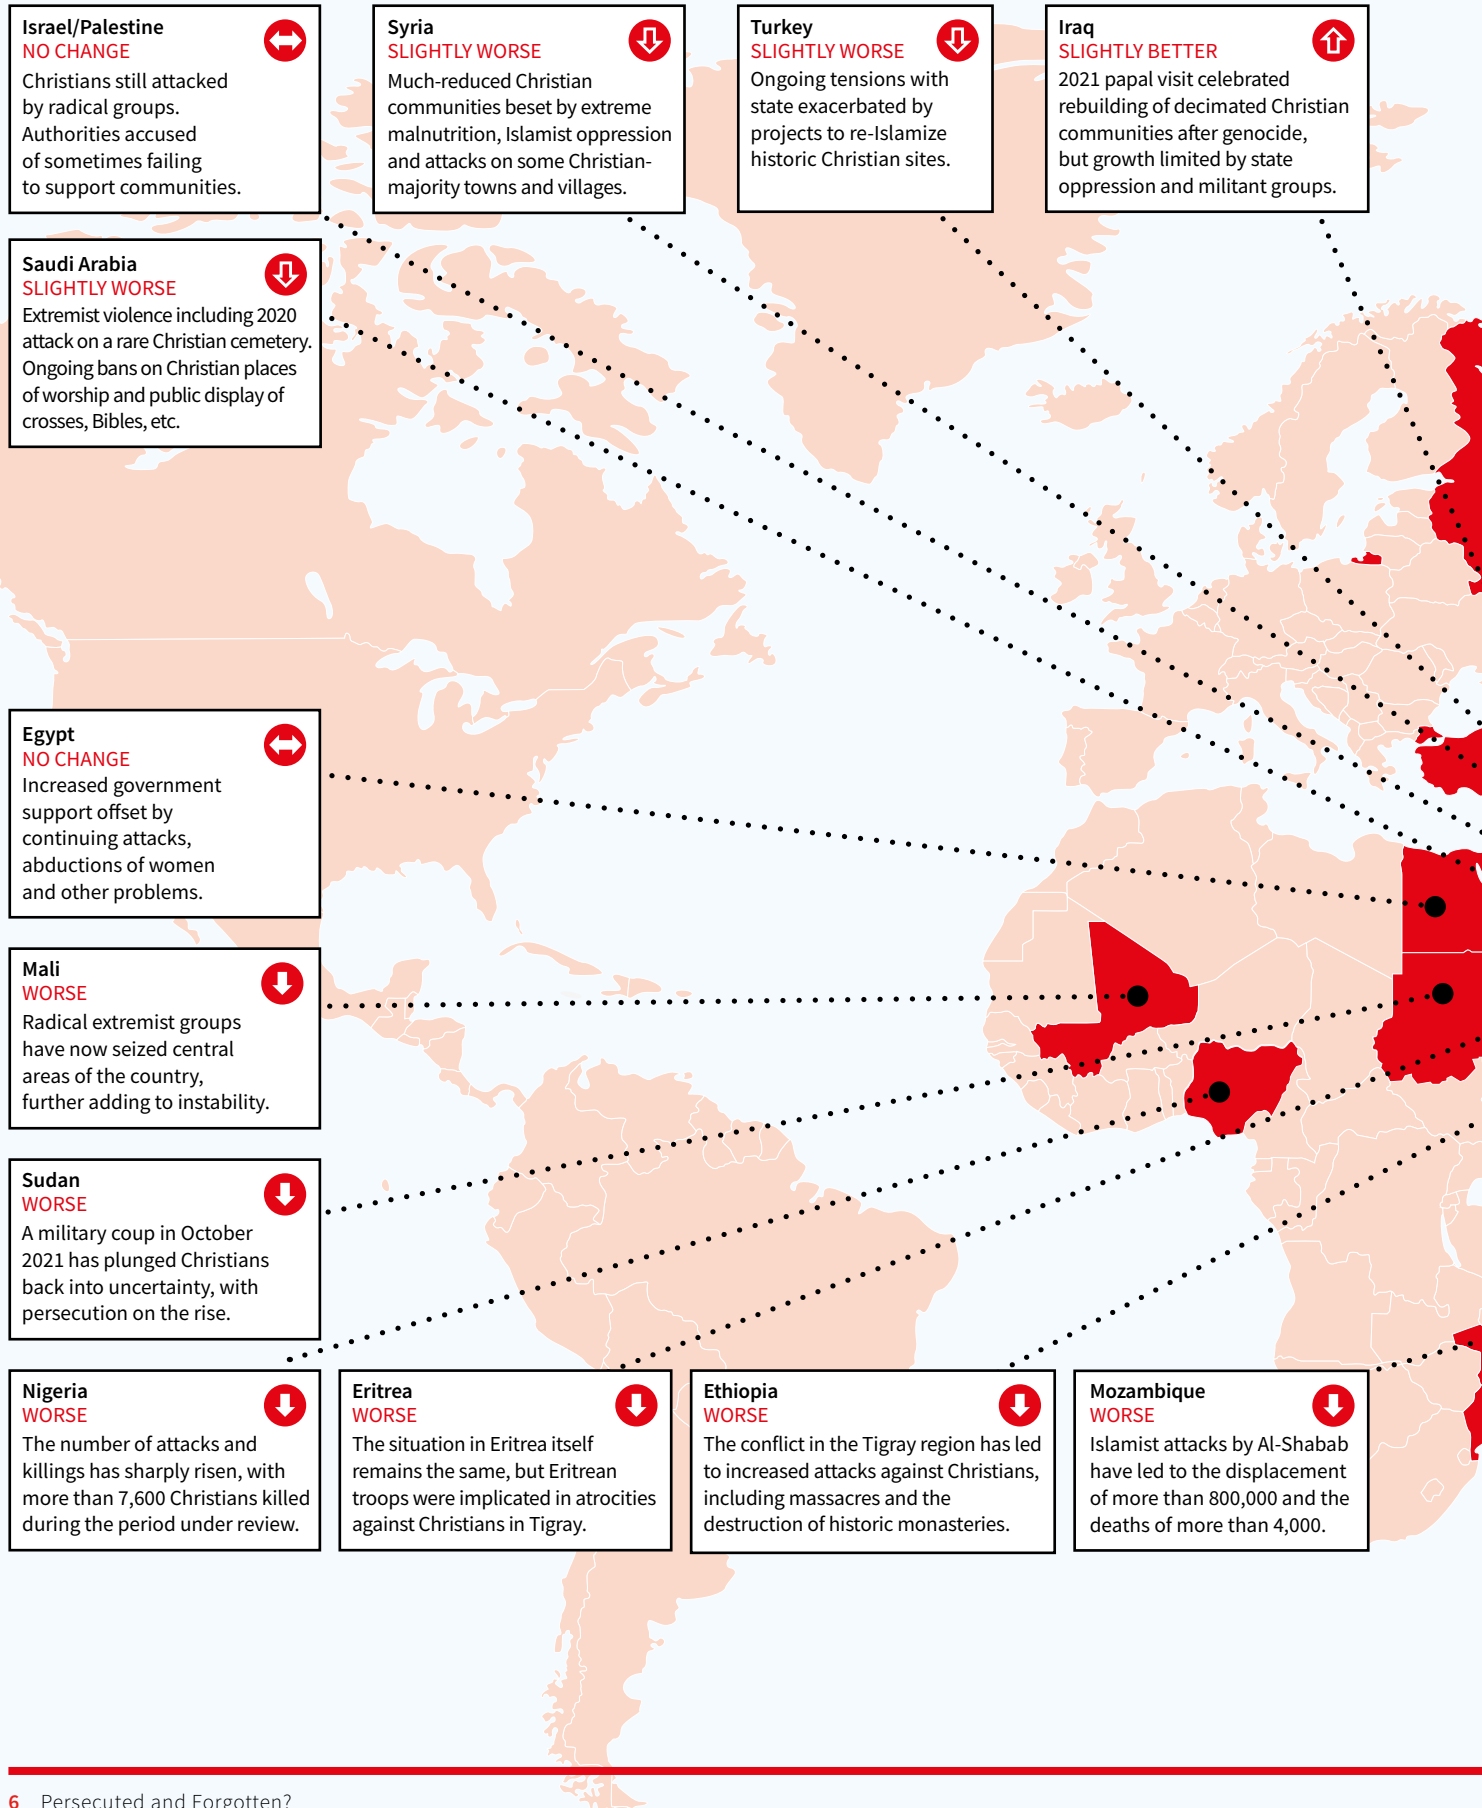 Israel/Palestine
NO CHANGE
Christians still attacked
by radical groups.
Authorities accused
of sometimes failing
to support communities.
Syria
SLIGHTLY WORSE
Much-reduced Christian
communities beset by extreme
malnutrition, Islamist oppression
and attacks on some Christian-
majority towns and villages.
Turkey
SLIGHTLY WORSE
Ongoing tensions with
state exacerbated by
projects to re-Islamize
historic Christian sites.
Iraq
SLIGHTLY BETTER
2021 papal visit celebrated
rebuilding of decimated Christian
communities after genocide,
but growth limited by state
oppression and militant groups.
Saudi Arabia
SLIGHTLY WORSE
Extremist violence including 2020
attack on a rare Christian cemetery.
Ongoing bans on Christian places
of worship and public display of
crosses, Bibles, etc.
Egypt
NO CHANGE
Increased government
support offset by
continuing attacks,
abductions of women
and other problems.
Mali
WORSE
Radical extremist groups
have now seized central
areas of the country,
further adding to instability.
Sudan
WORSE
A military coup in October
2021 has plunged Christians
back into uncertainty, with
persecution on the rise.
Nigeria
WORSE
The number of attacks and
killings has sharply risen, with
more than 7,600 Christians killed
during the period under review.
Eritrea
WORSE
The situation in Eritrea itself
remains the same, but Eritrean
troops were implicated in atrocities
against Christians in Tigray.
Ethiopia
WORSE
The conflict in the Tigray region has led
to increased attacks against Christians,
including massacres and the
destruction of historic monasteries.
Mozambique
WORSE
Islamist attacks by Al-Shabab
have led to the displacement
of more than 800,000 and the
deaths of more than 4,000.
6 Persecuted and Forgotten?